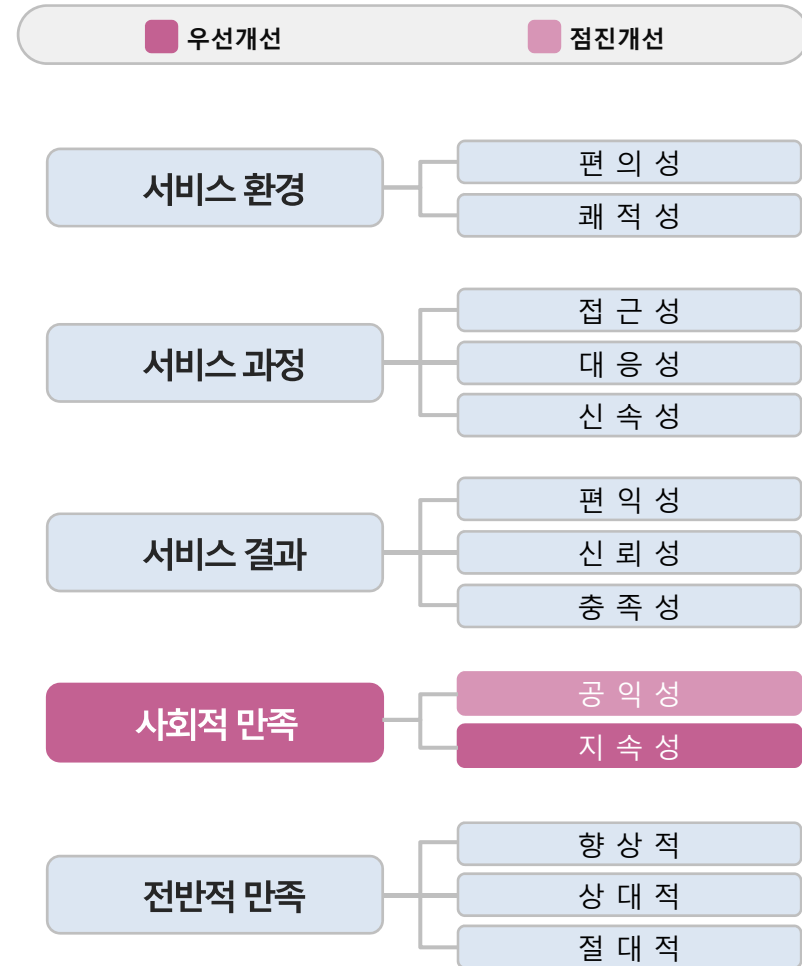 우선개선 점진개선
서비스 환경
편 의 성
쾌 적 성
서비스 과정
접 근 성
대 응 성
신 속 성
서비스 결과
편 익 성
신 뢰 성
충 족 성
사회적 만족
공 익 성
지 속 성
전반적 만족
향 상 적
상 대 적
절 대 적